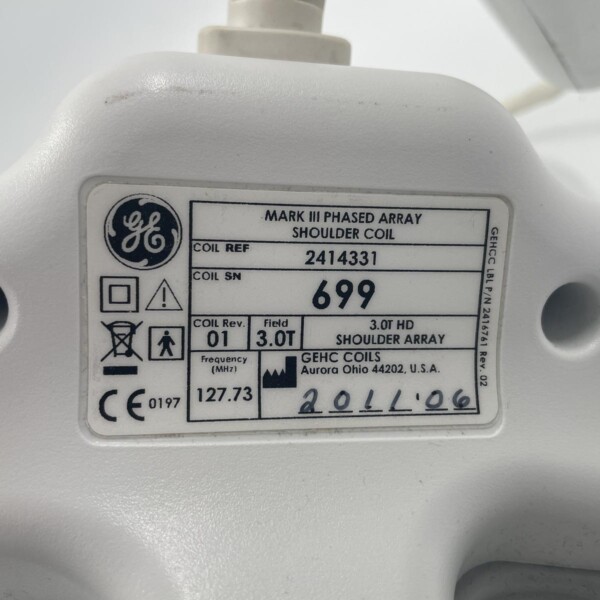 GE
MARK III PHASED ARRAY
SHOULDER COIL
COIL REF
2414331
COIL SN
699
COIL Rev.
01
Field
3.0T
3.0T HD
SHOULDER ARRAY
Frequency
(MHz)
127.73
GEHC COILS
Aurora Ohio 44202, U.S.A.
2011'06
CE 0197
GEHCC LBL P/N 2416761 Rev. 02